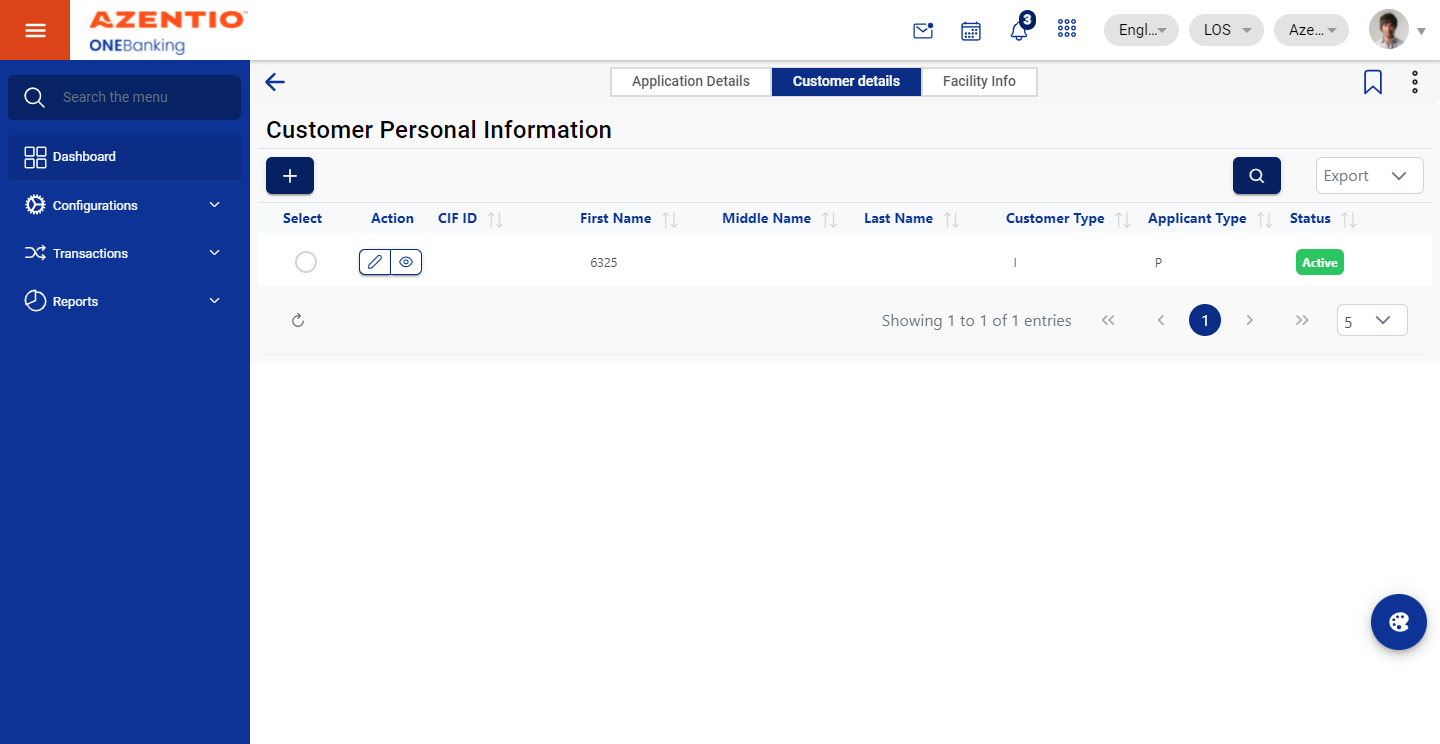 AZENTIO™
ONEBanking
3
Engl...
LOS
Aze...
Search the menu
Dashboard
Configurations
Transactions
Reports
Application Details
Customer details
Facility Info
Customer Personal Information
Export
Select Action CIF ID First Name Middle Name Last Name Customer Type Applicant Type Status
6325 I P Active
Showing 1 to 1 of 1 entries
1
5